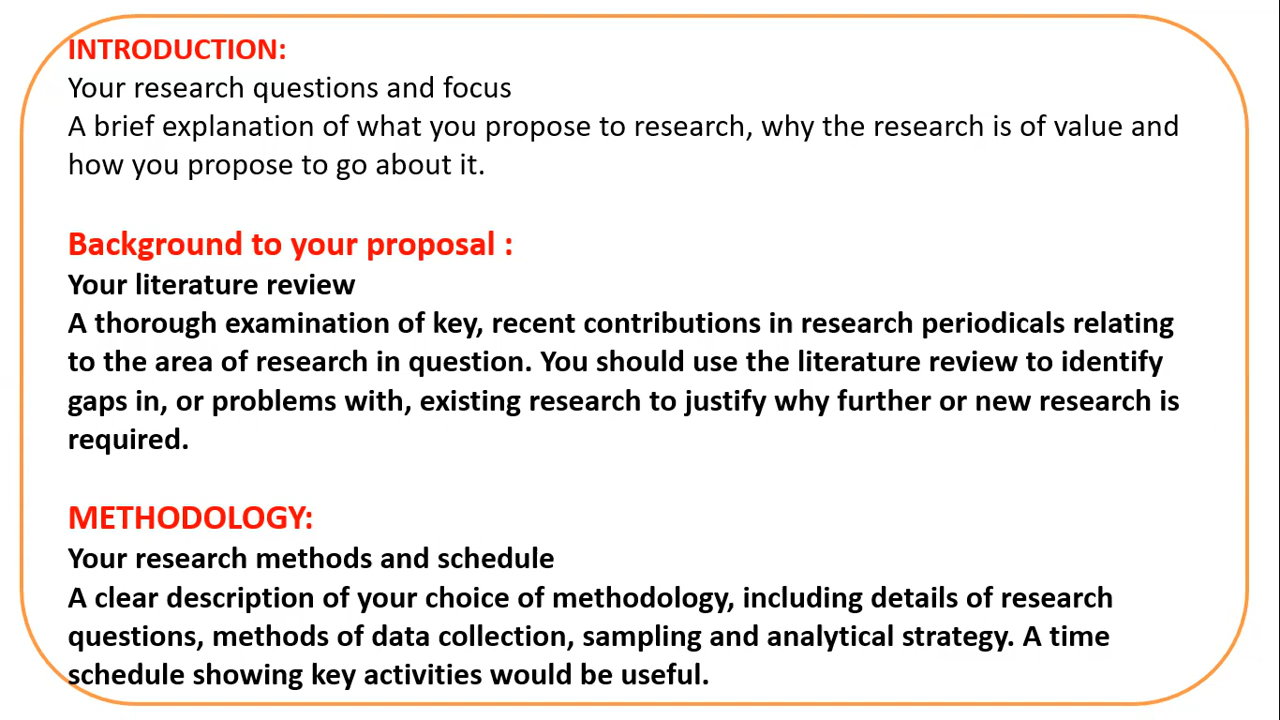 INTRODUCTION:
Your research questions and focus
A brief explanation of what you propose to research, why the research is of value and
how you propose to go about it.
Background to your proposal :
Your literature review
A thorough examination of key, recent contributions in research periodicals relating
to the area of research in question. You should use the literature review to identify
gaps in, or problems with, existing research to justify why further or new research is
required.
METHODOLOGY:
Your research methods and schedule
A clear description of your choice of methodology, including details of research
questions, methods of data collection, sampling and analytical strategy. A time
schedule showing key activities would be useful.